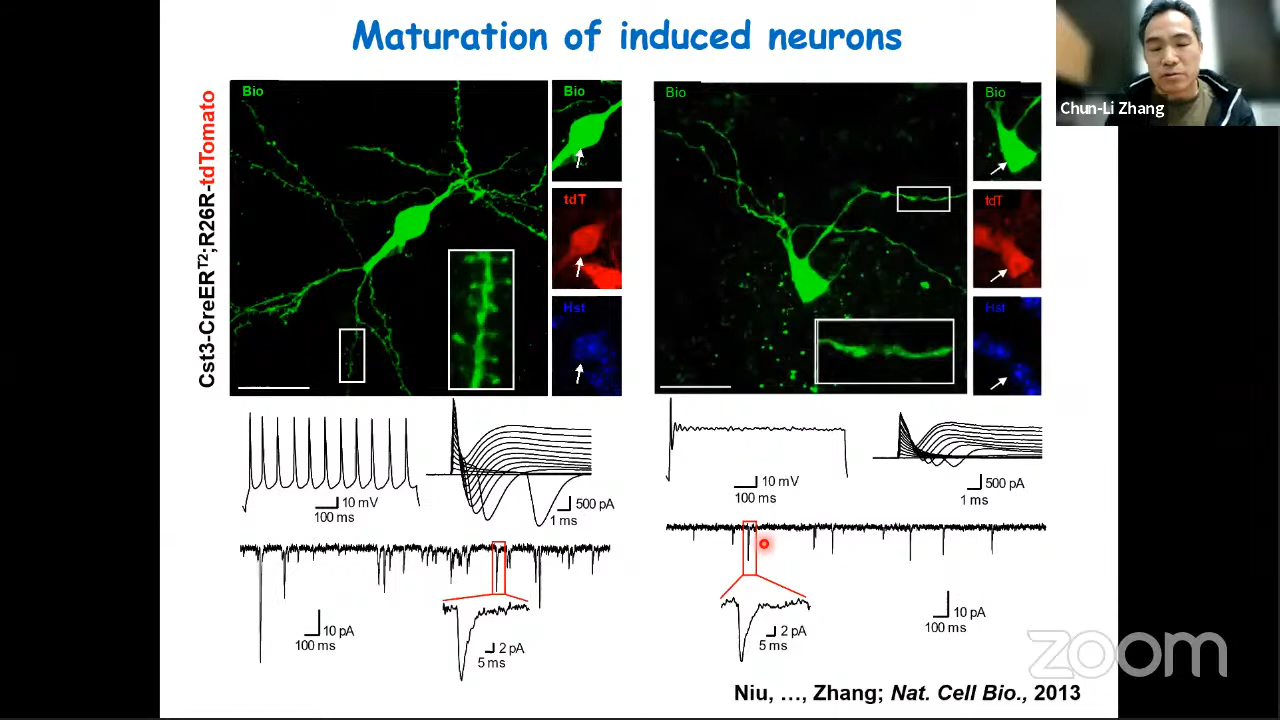 Maturation of induced neurons
Chun-Li Zhang
Cst3-CreERT2;R26R-tdTomato
Bio
Bio
tdT
Hst
Bio
Bio
tdT
Hst
10 mV
100 ms
500 pA
1 ms
10 pA
100 ms
2 pA
5 ms
10 mV
100 ms
500 pA
1 ms
2 pA
5 ms
10 pA
100 ms
zoom
Niu, ..., Zhang; Nat. Cell Bio., 2013